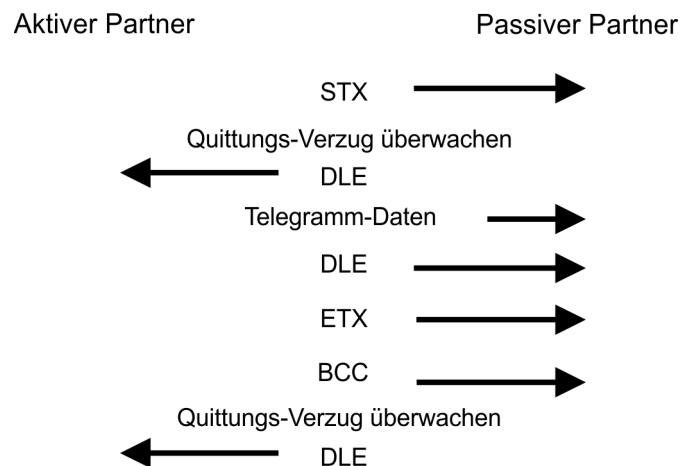 Aktiver Partner Passiver Partner
STX
Quittungs-Verzug überwachen
DLE
Telegramm-Daten
DLE
ETX
BCC
Quittungs-Verzug überwachen
DLE